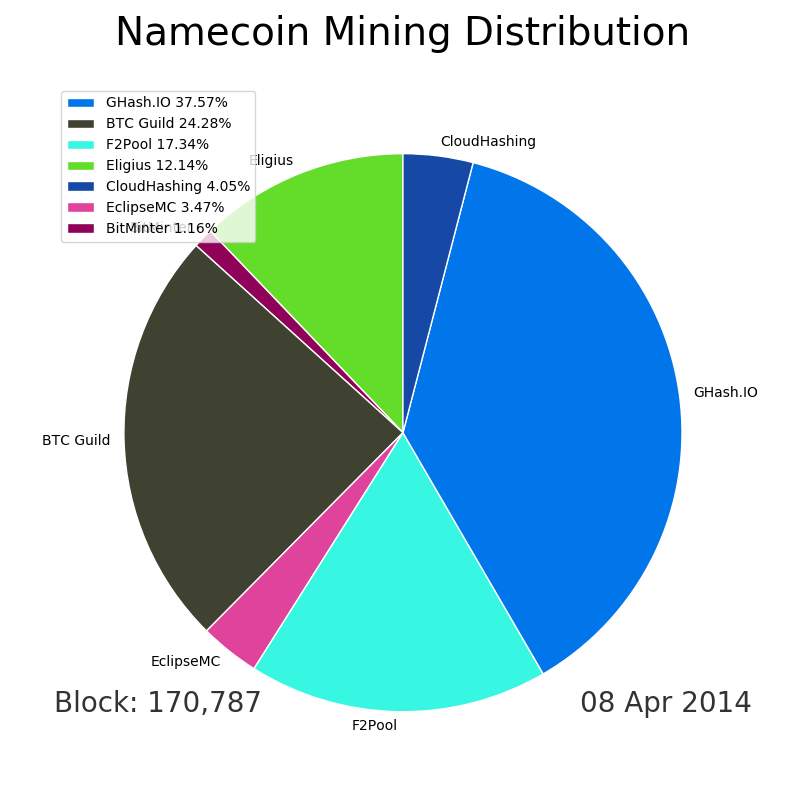 Namecoin Mining Distribution
GHash.IO 37.57%
BTC Guild 24.28%
F2Pool 17.34%
Eligius 12.14%
CloudHashing 4.05%
EclipseMC 3.47%
BitMinter 1.16%
CloudHashing
Eligius
GHash.IO
BTC Guild
EclipseMC
F2Pool
Block: 170,787
08 Apr 2014